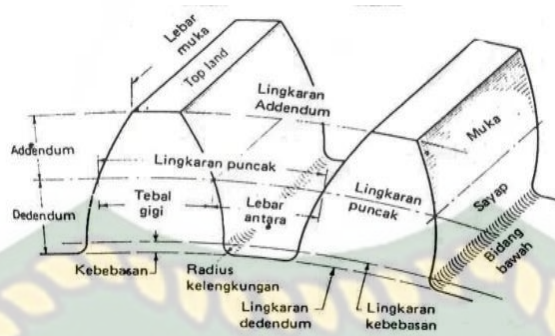 Lebar
muka
Top land
Lingkaran
Addendum
Muka
Addendum
Lingkaran puncak
Lingkaran
puncak
Sayap
Dedendum
Tebal
gigi
Lebar
antara
Bidang
bawah
Kebebasan
Radius
kelengkungan
Lingkaran
dedendum
Lingkaran
kebebasan